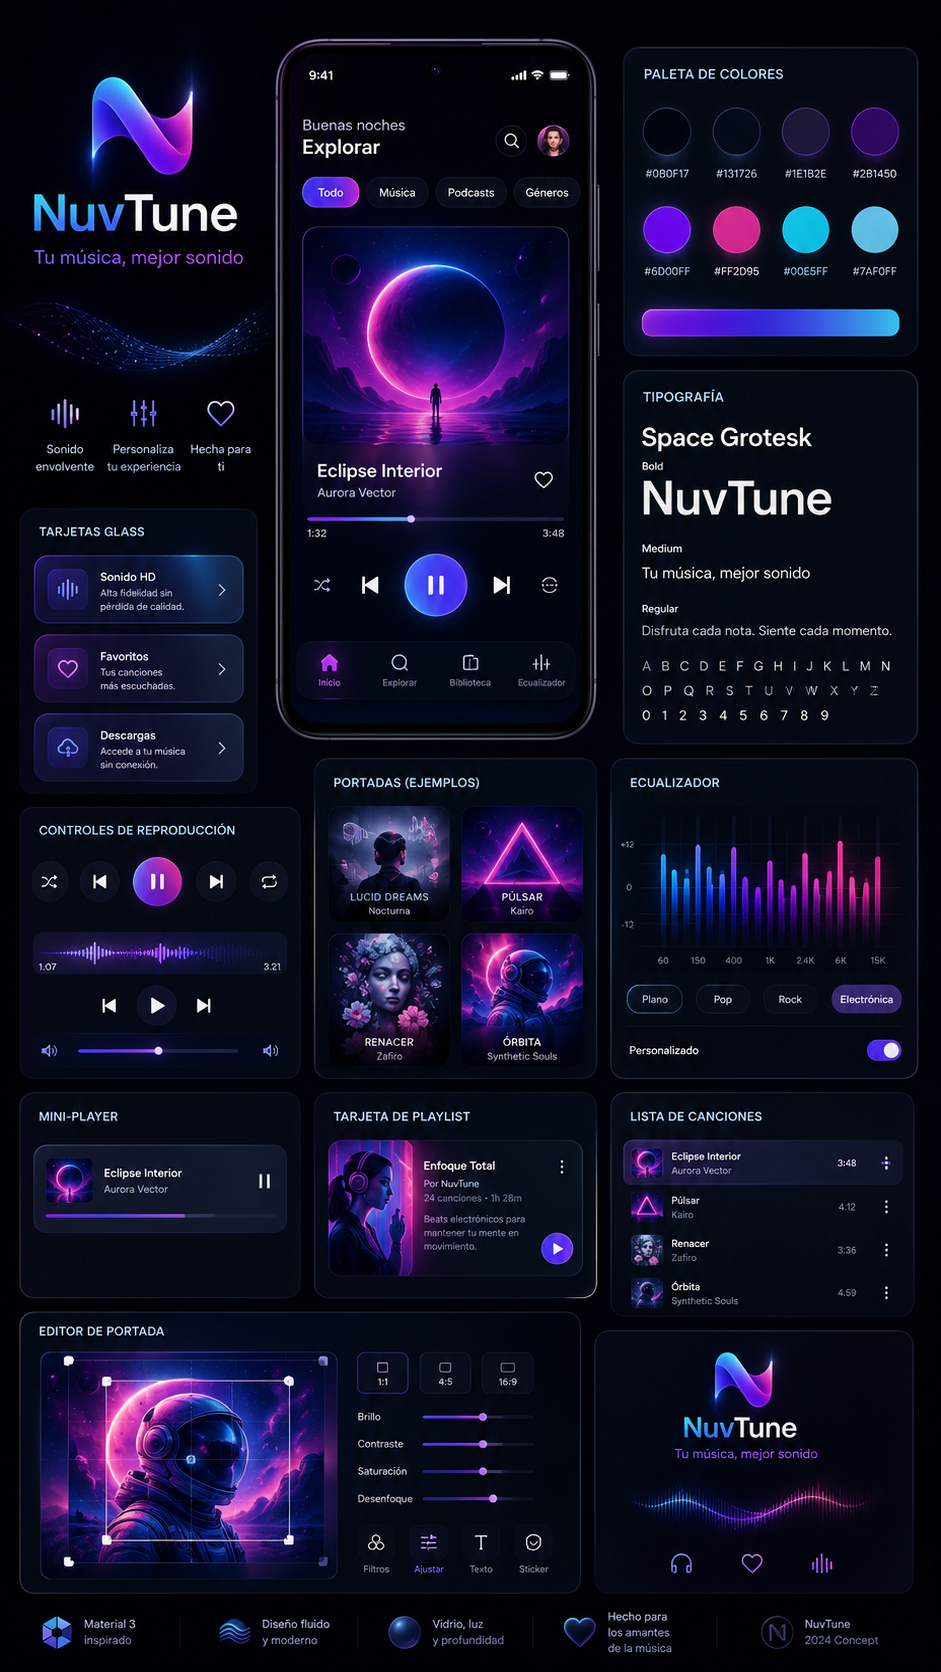 NuvTune
Tu música, mejor sonido
Sonido
envolvente
Personaliza
tu experiencia
Hecha para
ti
9:41
Buenas noches
Explorar
Todo
Música
Podcasts
Géneros
Eclipse Interior
Aurora Vector
1:32
3:48
Inicio
Explorar
Biblioteca
Ecualizador
PALETA DE COLORES
#0B0F17
#131726
#1E1B2E
#2B1450
#6D00FF
#FF2D95
#00E5FF
#7AF0FF
TIPOGRAFÍA
Space Grotesk
Bold
NuvTune
Medium
Tu música, mejor sonido
Regular
Disfruta cada nota. Siente cada momento.
A B C D E F G H I J K L M N
O P Q R S T U V W X Y Z
0 1 2 3 4 5 6 7 8 9
TARJETAS GLASS
Sonido HD
Alta fidelidad sin
pérdida de calidad.
Favoritos
Tus canciones
más escuchadas.
Descargas
Accede a tu música
sin conexión.
CONTROLES DE REPRODUCCIÓN
1:07
3.21
PORTADAS (EJEMPLOS)
LUCID DREAMS
Nocturna
PÚLSAR
Kairo
RENACER
Zafiro
ÓRBITA
Synthetic Souls
ECUALIZADOR
+12
0
-12
60
150
400
1K
2.4K
6K
15K
Plano
Pop
Rock
Electrónica
Personalizado
MINI-PLAYER
Eclipse Interior
Aurora Vector
TARJETA DE PLAYLIST
Enfoque Total
Por NuvTune
24 canciones • 1h 28m
Beats electrónicos para
mantener tu mente en
movimiento.
LISTA DE CANCIONES
Eclipse Interior
Aurora Vector
3:48
Púlsar
Kairo
4.12
Renacer
Zafiro
3:36
Órbita
Synthetic Souls
4.59
EDITOR DE PORTADA
1:1
4:5
16:9
Brillo
Contraste
Saturación
Desenfoque
Filtros
Ajustar
Texto
Sticker
NuvTune
Tu música, mejor sonido
Material 3
inspirado
Diseño fluido
y moderno
Vidrio, luz
y profundidad
Hecho para
los amantes
de la música
NuvTune
2024 Concept